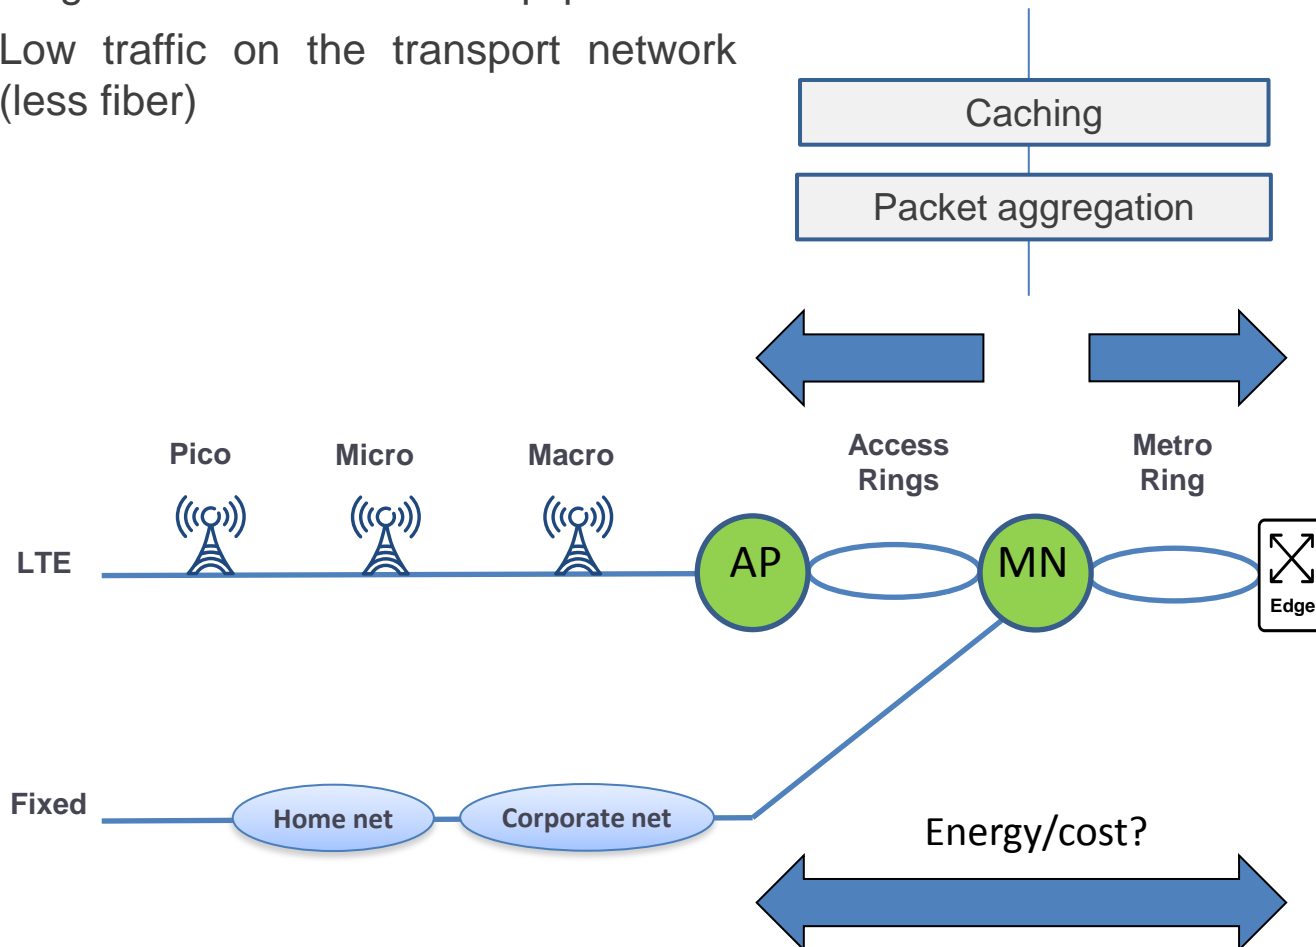 Low traffic on the transport network
(less fiber)
Caching
Packet aggregation
Access
Rings
Metro
Ring
Pico
Micro
Macro
LTE
AP
MN
Edge
Fixed
Home net
Corporate net
Energy/cost?